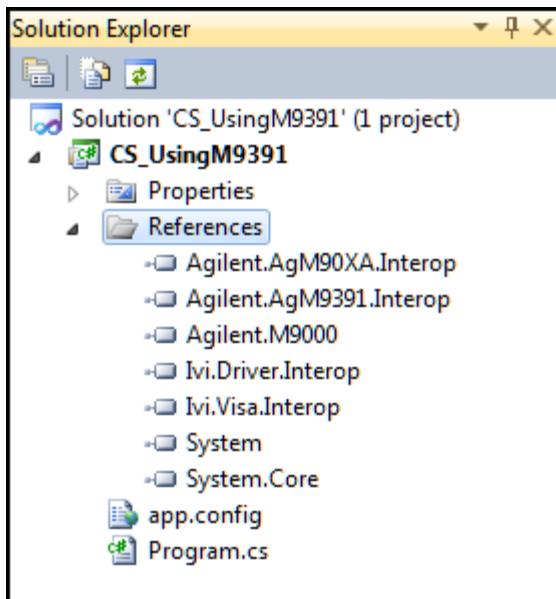 Solution Explorer
Solution 'CS_UsingM9391' (1 project)
C# CS_UsingM9391
Properties
References
Agilent.AgM90XA.Interop
Agilent.AgM9391.Interop
Agilent.M9000
Ivi.Driver.Interop
Ivi.Visa.Interop
System
System.Core
app.config
C# Program.cs